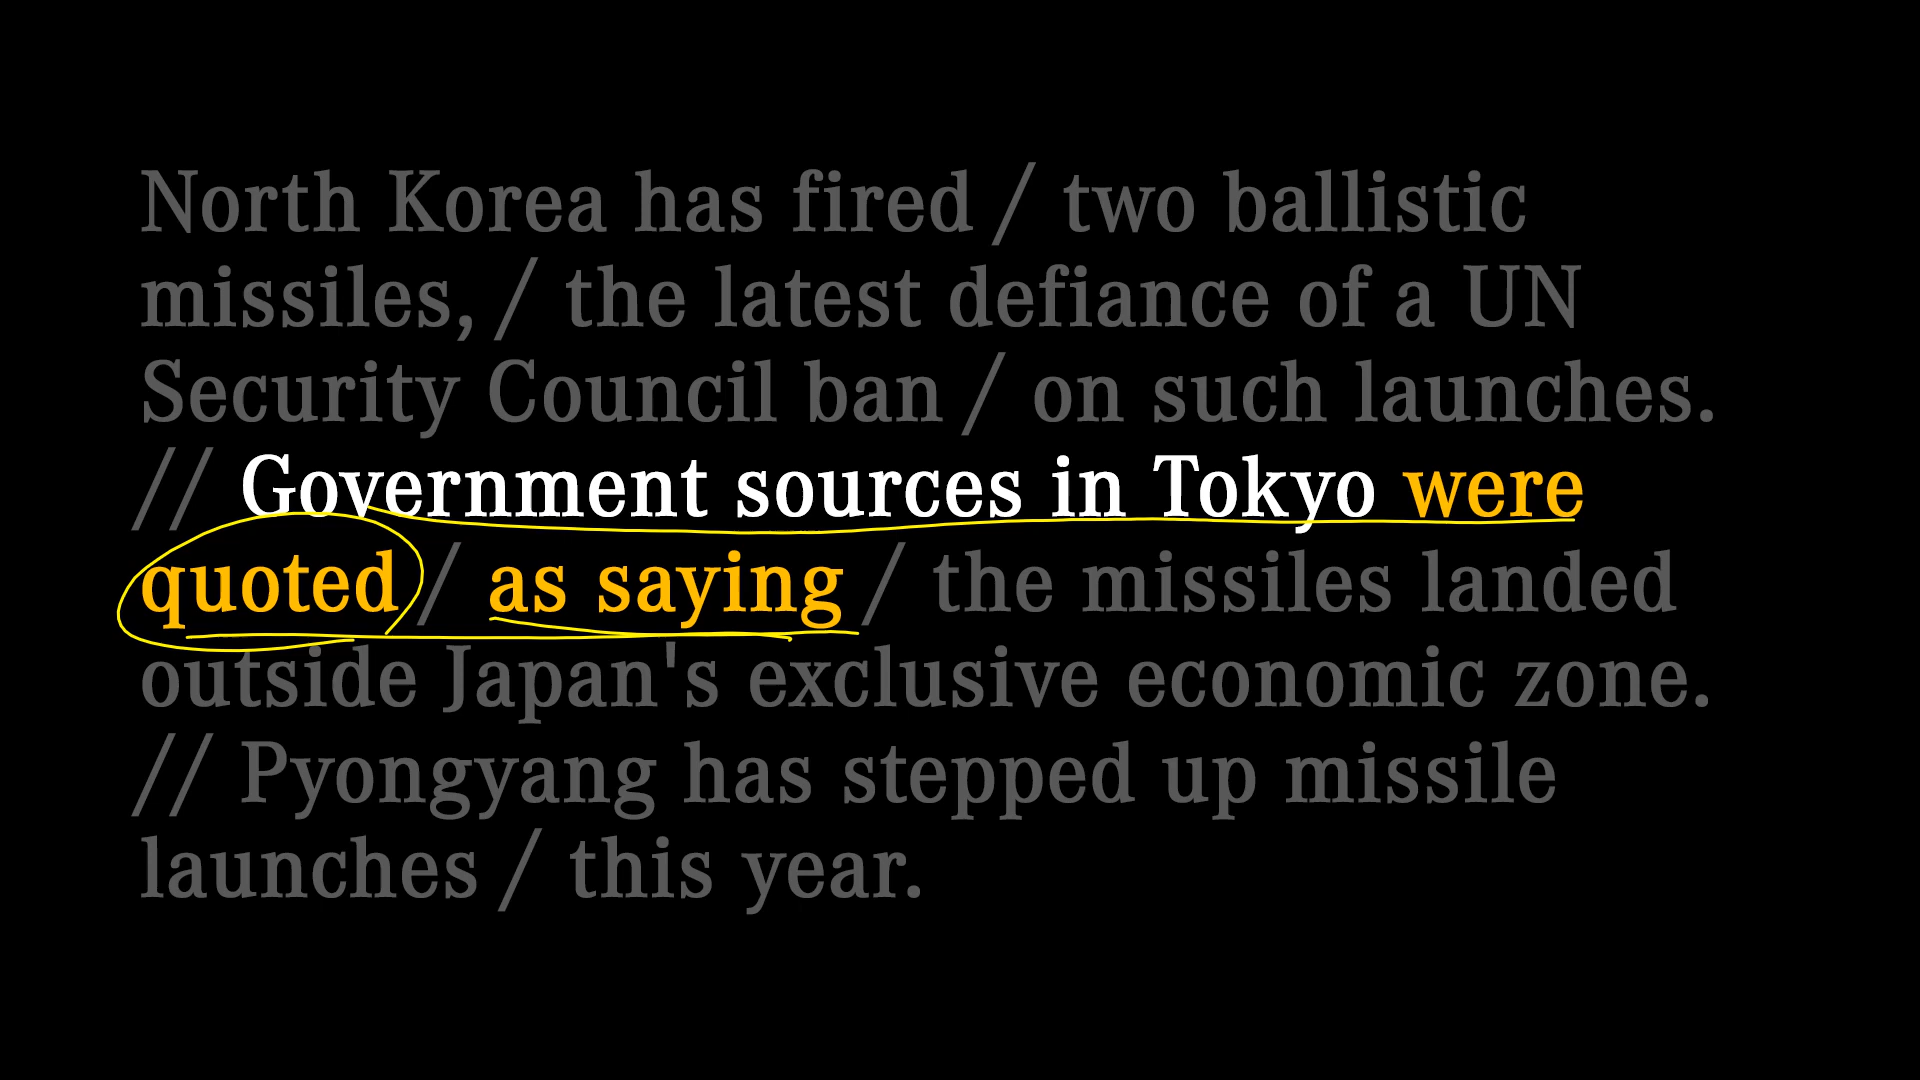 North Korea has fired / two ballistic
missiles, / the latest defiance of a UN
Security Council ban / on such launches.
// Government sources in Tokyo were
quoted / as saying / the missiles landed
outside Japan's exclusive economic zone.
// Pyongyang has stepped up missile
launches / this year.